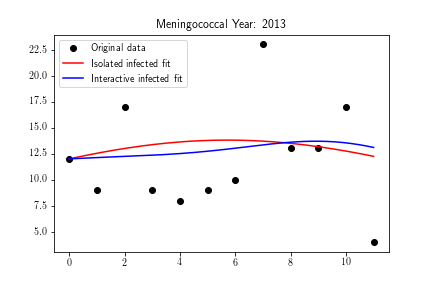 Meningococcal Year: 2013
Original data
Isolated infected fit
Interactive infected fit
22.5
20.0
17.5
15.0
12.5
10.0
7.5
5.0
0 2 4 6 8 10